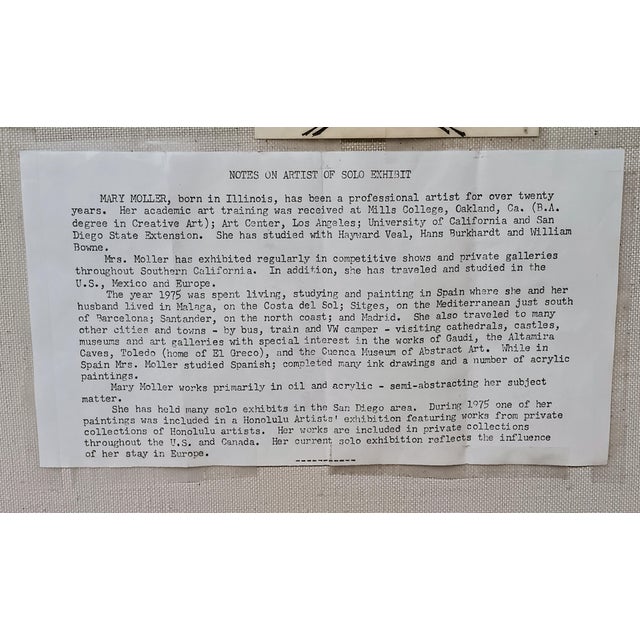 NOTES ON ARTIST OF SOLO EXHIBIT
MARY MOLLER, born in Illinois, has been a professional artist for over twenty
years. Her academic art training was received at Mills College, Oakland, Ca. (B.A.
degree in Creative Art); Art Center, Los Angeles; University of California and San
Diego State Extension. She has studied with Hayward Veal, Hans Burkhardt and William
Bowne.
Mrs. Moller has exhibited regularly in competitive shows and private galleries
throughout Southern California. In addition, she has traveled and studied in the
U.S., Mexico and Europe.
The year 1975 was spent living, studying and painting in Spain where she and her
husband lived in Malaga, on the Costa del Sol; Sitges, on the Mediterranean just south
of Barcelona; Santander, on the north coast; and Madrid. She also traveled to many
other cities and towns - by bus, train and VW camper - visiting cathedrals, castles,
museums and art galleries with special interest in the works of Gaudi, the Altamira
Caves, Toledo (home of El Greco), and the Cuenca Museum of Abstract Art. While in
Spain Mrs. Moller studied Spanish; completed many ink drawings and a number of acrylic
paintings.
Mary Moller works primarily in oil and acrylic - semi-abstracting her subject
matter.
She has held many solo exhibits in the San Diego area. During 1975 one of her
paintings was included in a Honolulu Artists' exhibition featuring works from private
collections of Honolulu artists. Her works are included in private collections
throughout the U.S. and Canada. Her current solo exhibition reflects the influence
of her stay in Europe.